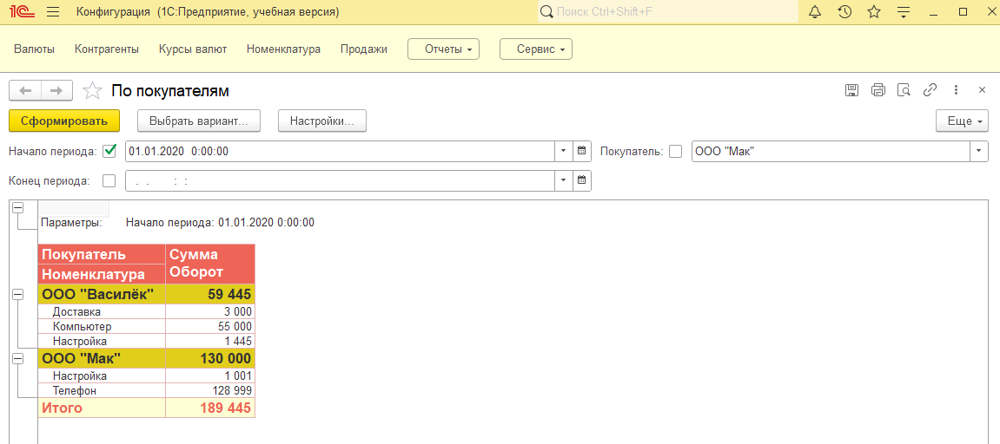 1С Конфигурация (1С:Предприятие, учебная версия) Поиск Ctrl+Shift+F
Валюты Контрагенты Курсы валют Номенклатура Продажи Отчеты Сервис
По покупателям
Сформировать Выбрать вариант... Настройки... Еще
Начало периода: 01.01.2020 0:00:00 Покупатель: ООО "Мак"
Конец периода: . . : :
Параметры: Начало периода: 01.01.2020 0:00:00
Покупатель Сумма
Номенклатура Оборот
ООО "Василёк" 59 445
Доставка 3 000
Компьютер 55 000
Настройка 1 445
ООО "Мак" 130 000
Настройка 1 001
Телефон 128 999
Итого 189 445